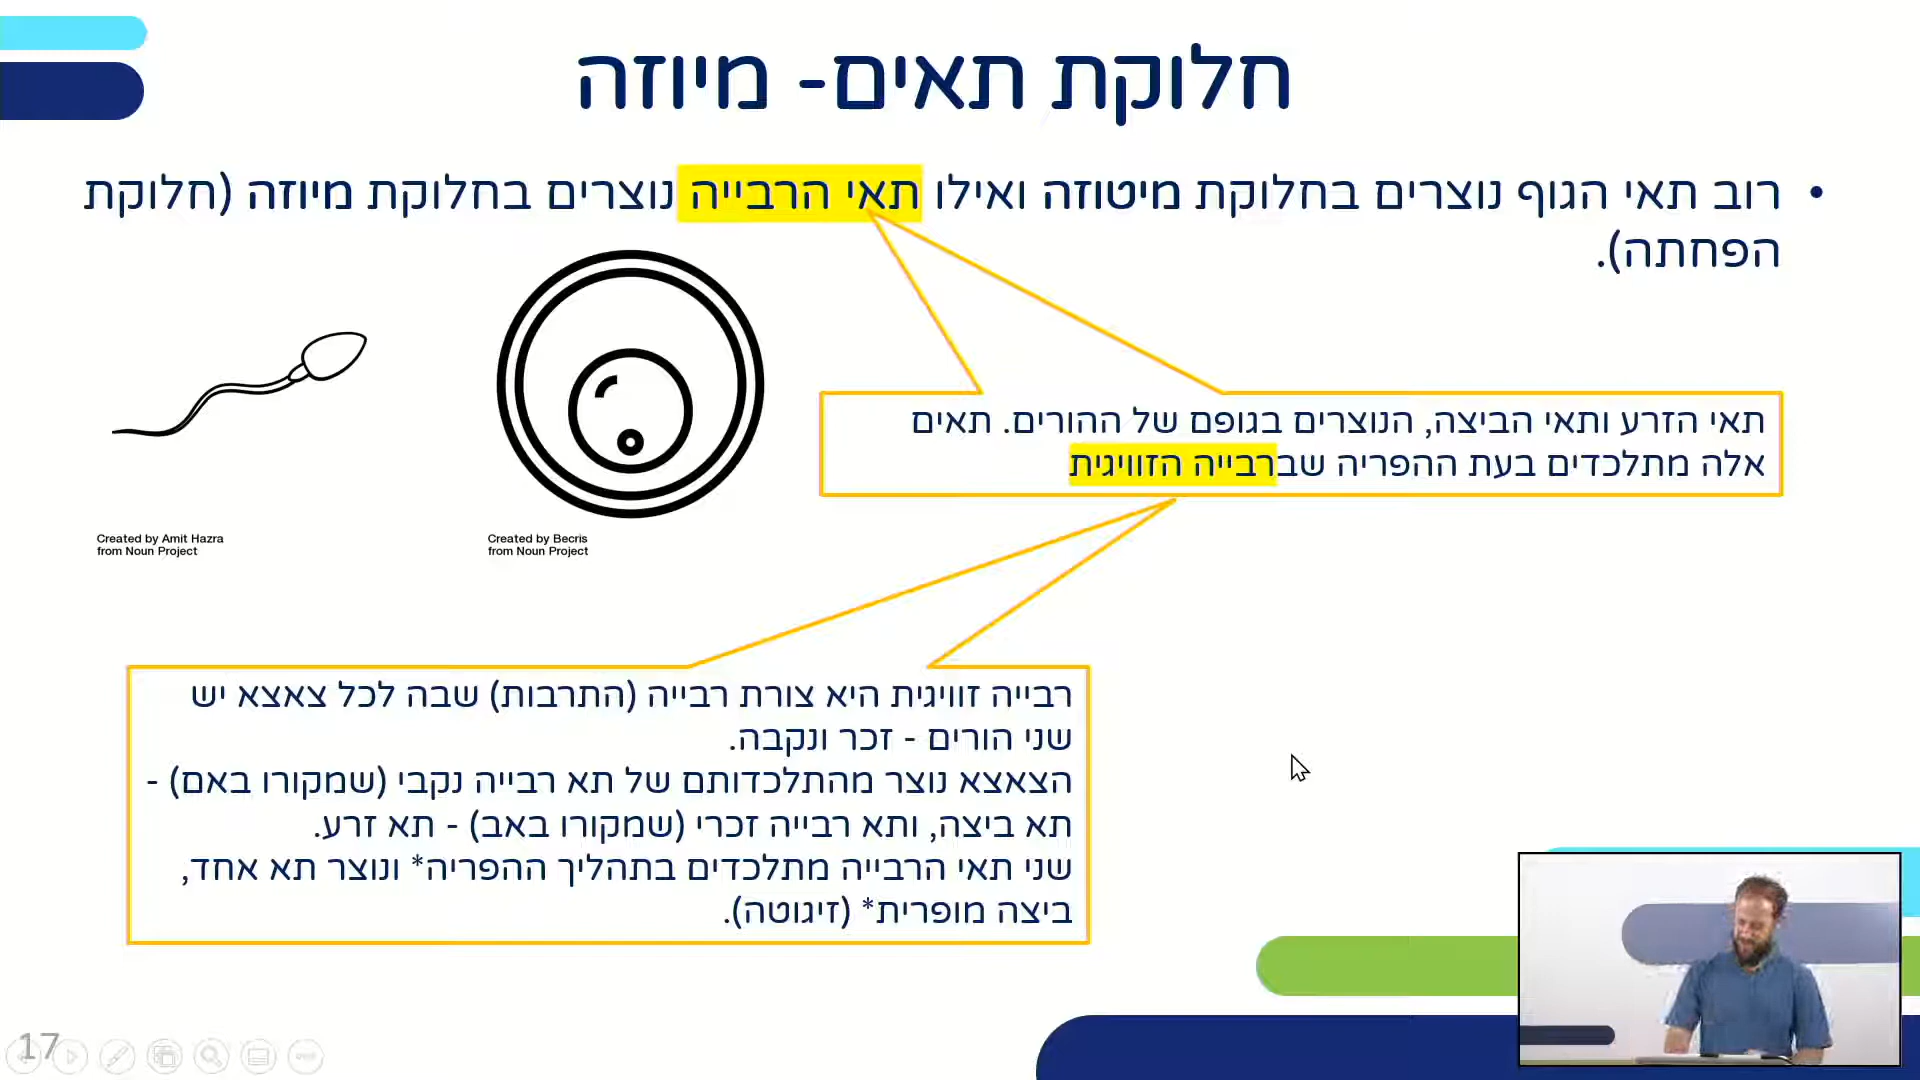 חלוקת תאים- מיוזה
• רוב תאי הגוף נוצרים בחלוקת מיטוזה ואילו תאי הרבייה נוצרים בחלוקת מיוזה (חלוקת
הפחתה).
תאי הזרע ותאי הביצה, הנוצרים בגופם של ההורים. תאים
אלה מתלכדים בעת ההפריה שברבייה הזוויגית
Created by Amit Hazra
from Noun Project
Created by Becris
from Noun Project
רבייה זוויגית היא צורת רבייה (התרבות) שבה לכל צאצא יש
שני הורים - זכר ונקבה.
הצאצא נוצר מהתלכדותם של תא רבייה נקבי (שמקורו באם) -
תא ביצה, ותא רבייה זכרי (שמקורו באב) - תא זרע.
שני תאי הרבייה מתלכדים בתהליך ההפריה* ונוצר תא אחד,
ביצה מופרית* (זיגוטה).
17